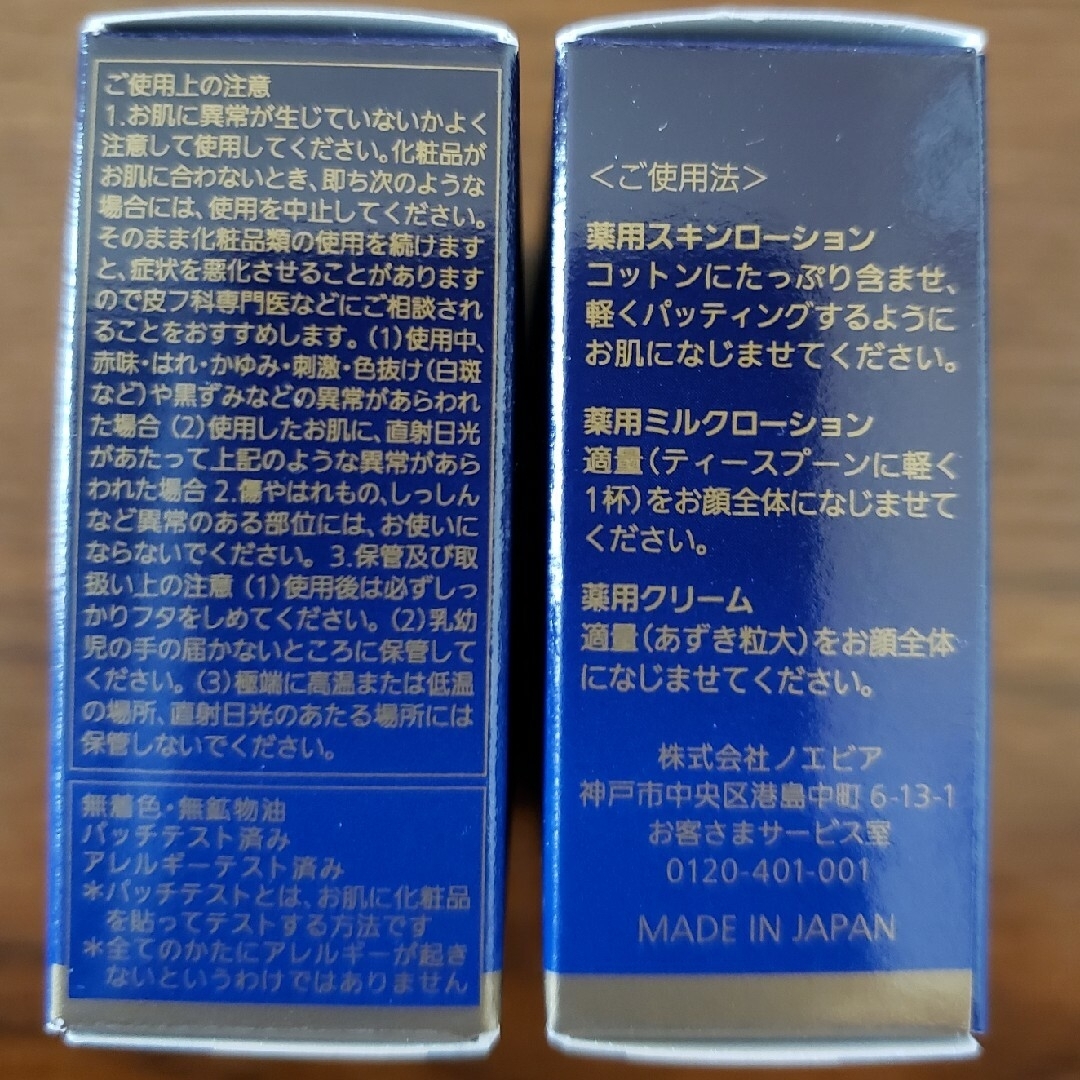 ご使用上の注意
1.お肌に異常が生じていないかよく
注意して使用してください。化粧品が
お肌に合わないとき、即ち次のような
場合には、使用を中止してください。
そのまま化粧品類の使用を続けます
と、症状を悪化させることがあります
ので皮フ科専門医などにご相談され
ることをおすすめします。(1)使用中、
赤味・はれ・かゆみ・刺激・色抜け(白斑
など)や黒ずみなどの異常があらわれ
た場合(2)使用したお肌に、直射日光
があたって上記のような異常があら
われた場合 2.傷やはれもの、しっしん
など異常のある部位には、お使いに
ならないでください。 3.保管及び取
扱い上の注意(1)使用後は必ずしっ
かりフタをしめてください。(2)乳幼
児の手の届かないところに保管して
ください。(3)極端に高温または低温
の場所、直射日光のあたる場所には
保管しないでください。
無着色・無鉱物油
パッチテスト済み
アレルギーテスト済み
*パッチテストとは、お肌に化粧品
を貼ってテストする方法です
*全てのかたにアレルギーが起き
ないというわけではありません
<ご使用法>
薬用スキンローション
コットンにたっぷり含ませ、
軽くパッティングするように
お肌になじませてください。
薬用ミルクローション
適量(ティースプーンに軽く
1杯)をお顔全体になじませて
ください。
薬用クリーム
適量(あずき粒大)をお顔全体
になじませてください。
株式会社ノエビア
神戸市中央区港島中町 6-13-1
お客さまサービス室
0120-401-001
MADE IN JAPAN